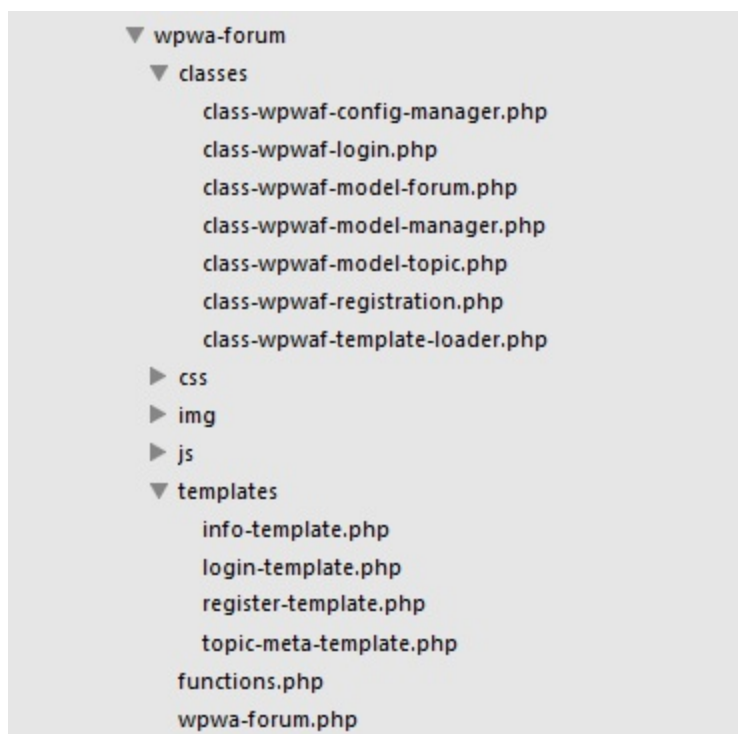 wpwa-forum
classes
class-wpwaf-config-manager.php
class-wpwaf-login.php
class-wpwaf-model-forum.php
class-wpwaf-model-manager.php
class-wpwaf-model-topic.php
class-wpwaf-registration.php
class-wpwaf-template-loader.php
css
img
js
templates
info-template.php
login-template.php
register-template.php
topic-meta-template.php
functions.php
wpwa-forum.php